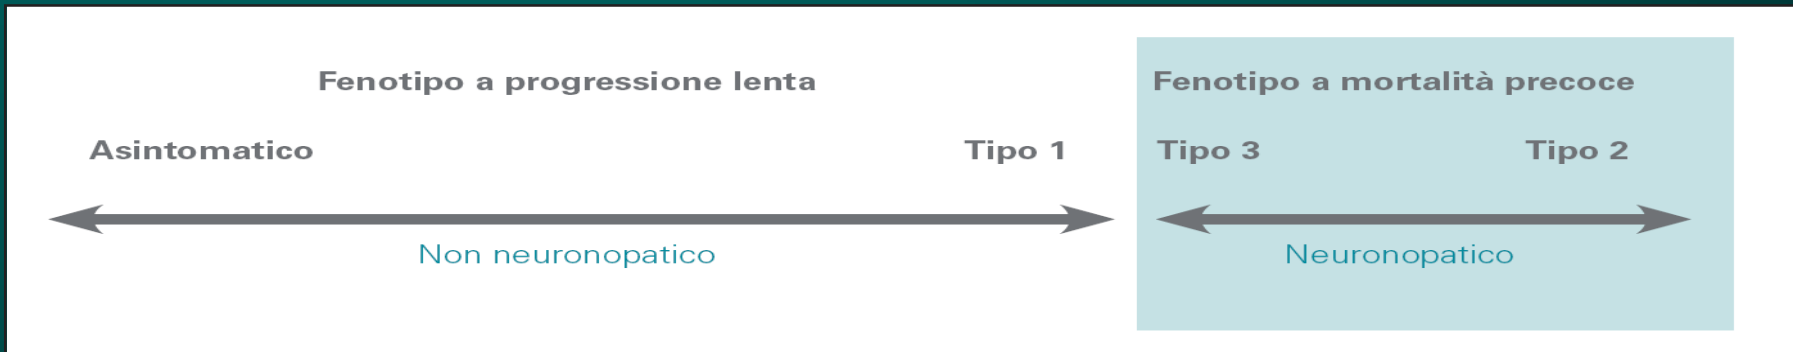 Fenotipo a progressione lenta
Fenotipo a mortalità precoce
Asintomatico
Tipo 1
Tipo 3
Tipo 2
Non neuronopatico
Neuronopatico